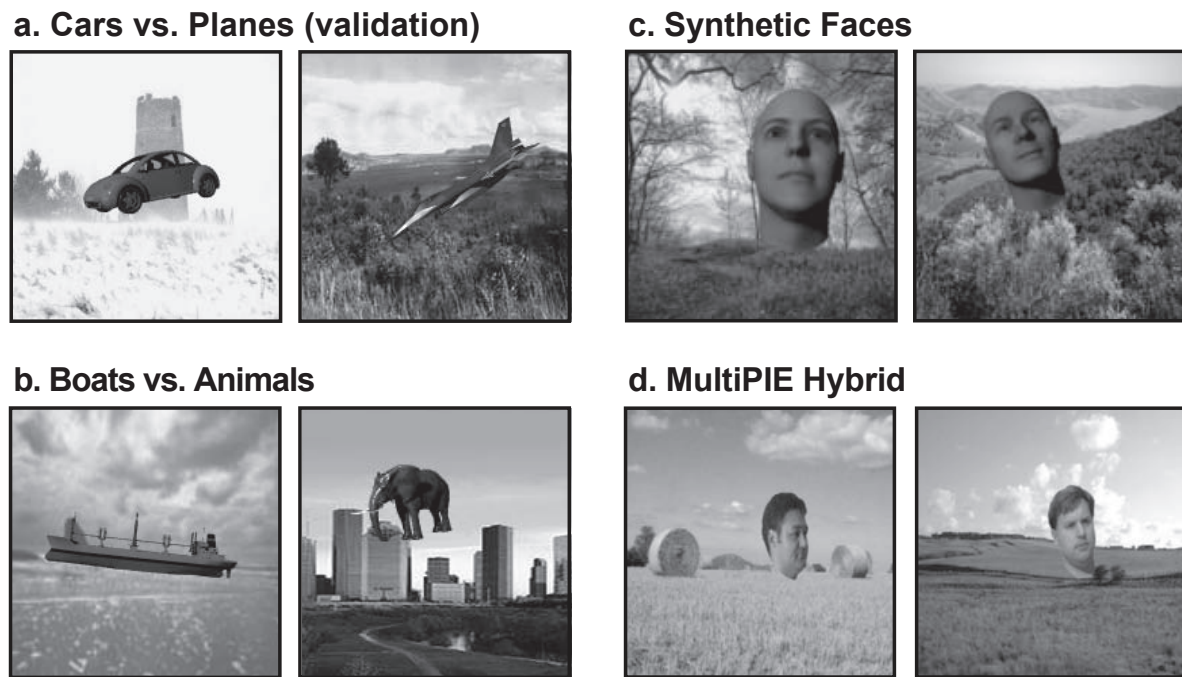 a. Cars vs. Planes (validation)
c. Synthetic Faces
b. Boats vs. Animals
d. MultiPIE Hybrid